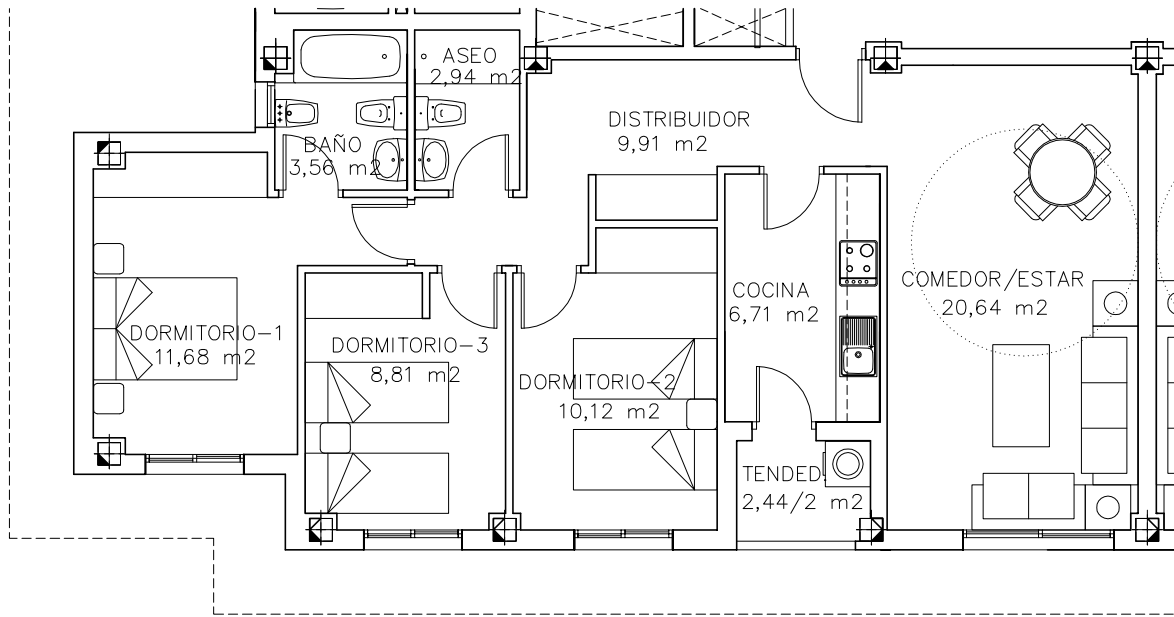 ASEO
2,94 m2
BAÑO
3,56 m2
DISTRIBUIDOR
9,91 m2
COMEDOR/ESTAR
20,64 m2
COCINA
6,71 m2
DORMITORIO-1
11,68 m2
DORMITORIO-3
8,81 m2
DORMITORIO-2
10,12 m2
TENDED.
2,44/2 m2